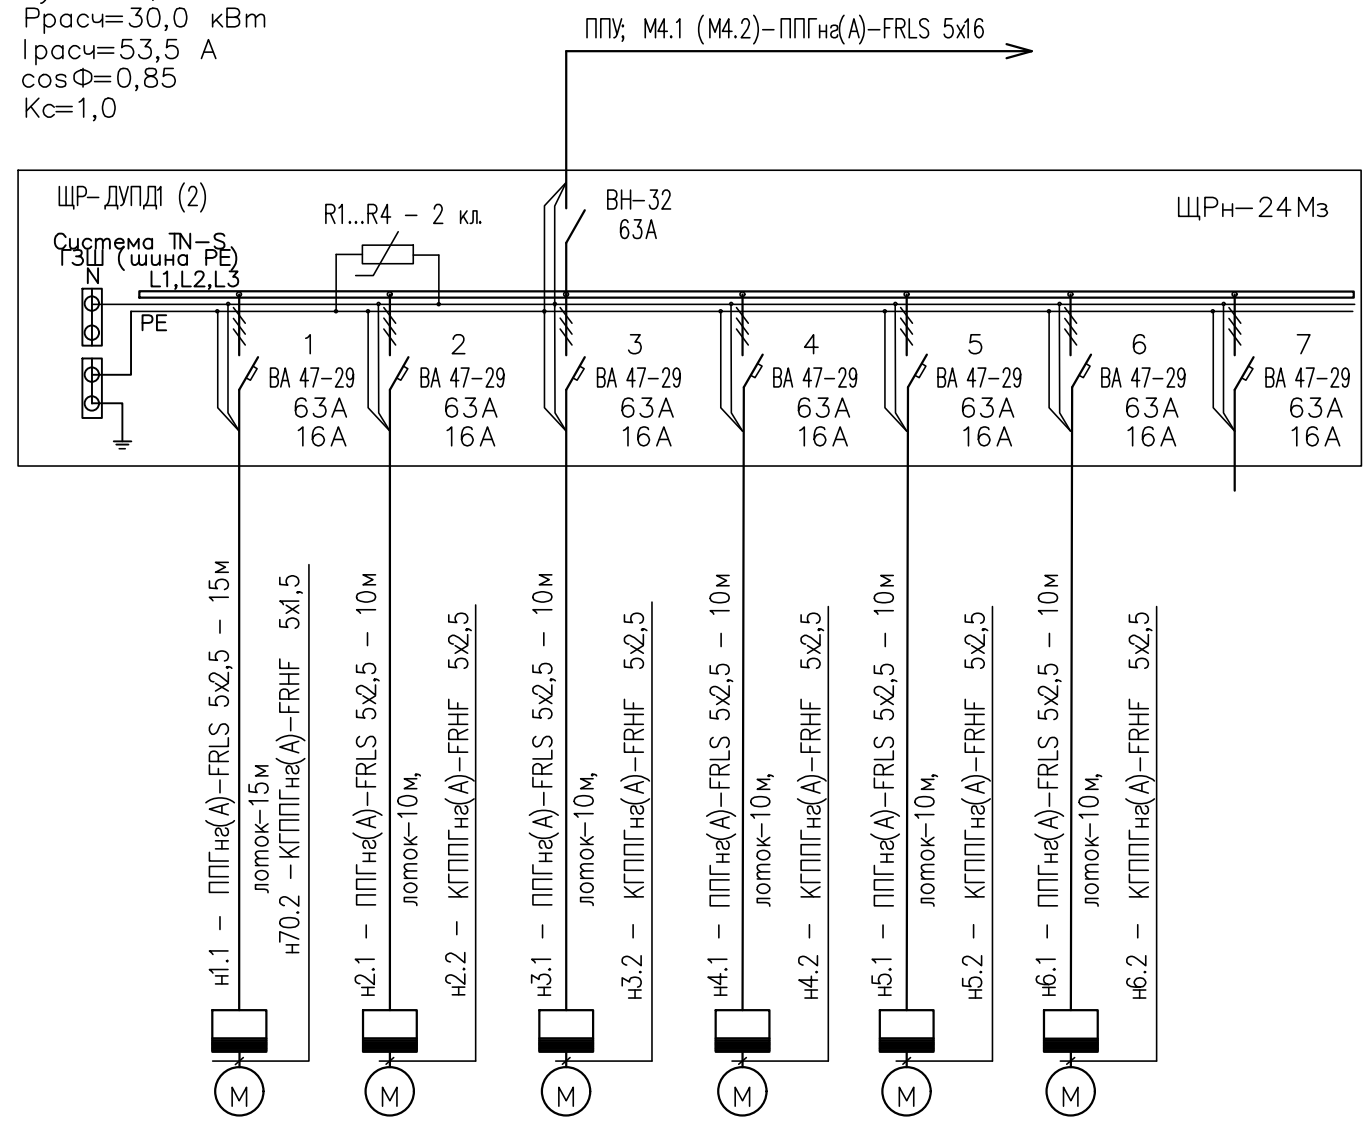 Ррасч=30,0 кВт
Iрасч=53,5 А
cosФ=0,85
Кс=1,0
ППУ; М4.1 (М4.2)-ППГнг(А)-FRLS 5х16
ЩР-ДУПД1 (2)
R1...R4 - 2 кл.
ВН-32
63А
ЩРн-24Мз
Система TN-S
ГЗШ (шина РЕ)
N
L1,L2,L3
PE
1
ВА 47-29
63А
16А
2
ВА 47-29
63А
16А
3
ВА 47-29
63А
16А
4
ВА 47-29
63А
16А
5
ВА 47-29
63А
16А
6
ВА 47-29
63А
16А
7
ВА 47-29
63А
16А
н1.1 - ППГнг(А)-FRLS 5х2,5 - 15м
лоток-15м
н70.2 -КГППГнг(А)-FRHF 5х1,5
н2.1 - ППГнг(А)-FRLS 5х2,5 - 10м
лоток-10м,
н2.2 - КГППГнг(А)-FRHF 5х2,5
н3.1 - ППГнг(А)-FRLS 5х2,5 - 10м
лоток-10м,
н3.2 - КГППГнг(А)-FRHF 5х2,5
н4.1 - ППГнг(А)-FRLS 5х2,5 - 10м
лоток-10м,
н4.2 - КГППГнг(А)-FRHF 5х2,5
н5.1 - ППГнг(А)-FRLS 5х2,5 - 10м
лоток-10м,
н5.2 - КГППГнг(А)-FRHF 5х2,5
н6.1 - ППГнг(А)-FRLS 5х2,5 - 10м
лоток-10м,
н6.2 - КГППГнг(А)-FRHF 5х2,5
М
М
М
М
М
М